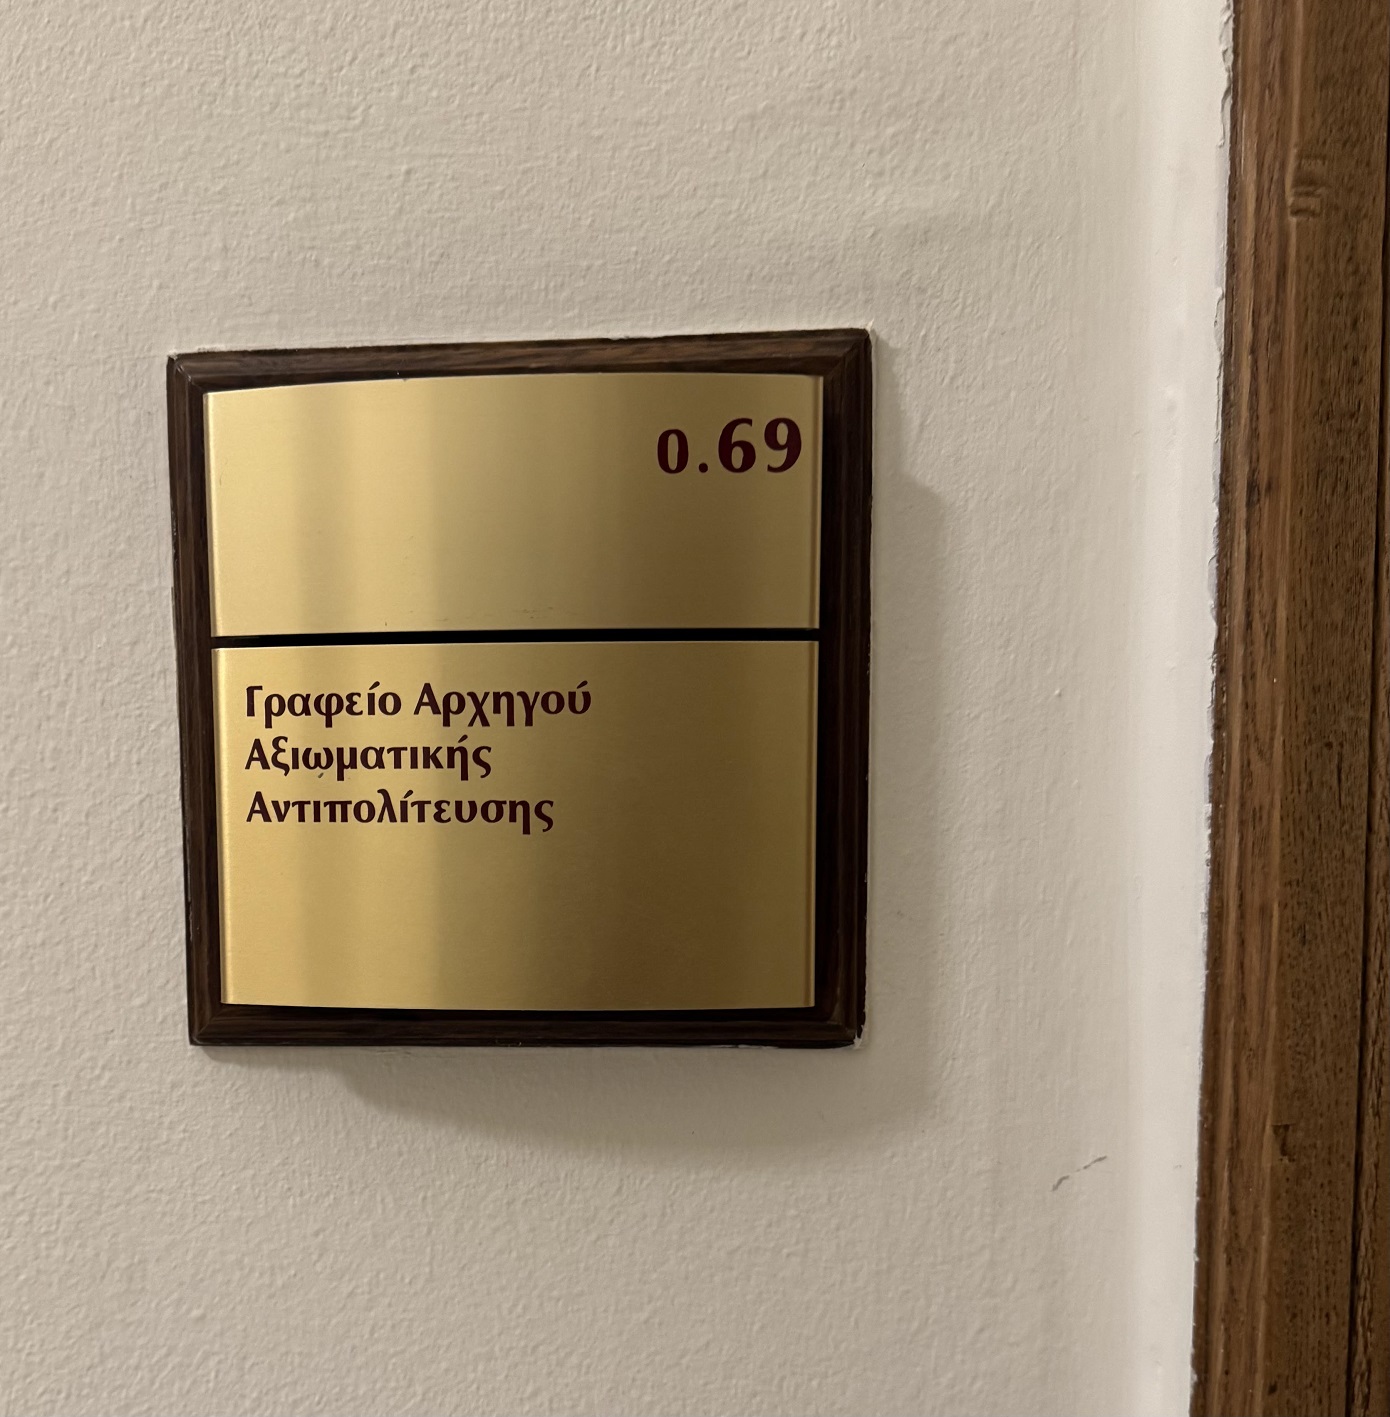 0.69
Γραφείο Αρχηγού
Αξιωματικής
Αντιπολίτευσης